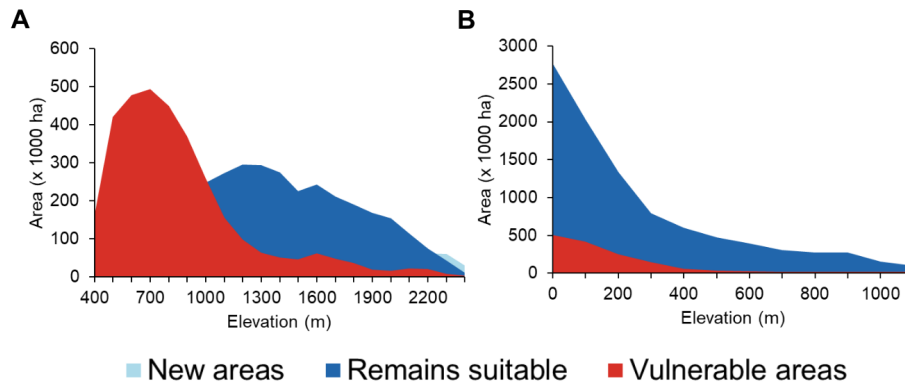 A
B
600
500
400
300
200
100
0
Area (x 1000 ha)
400 700 1000 1300 1600 1900 2200
Elevation (m)
3000
2500
2000
1500
1000
500
0
Area (x 1000 ha)
0 200 400 600 800 1000
Elevation (m)
New areas Remains suitable Vulnerable areas